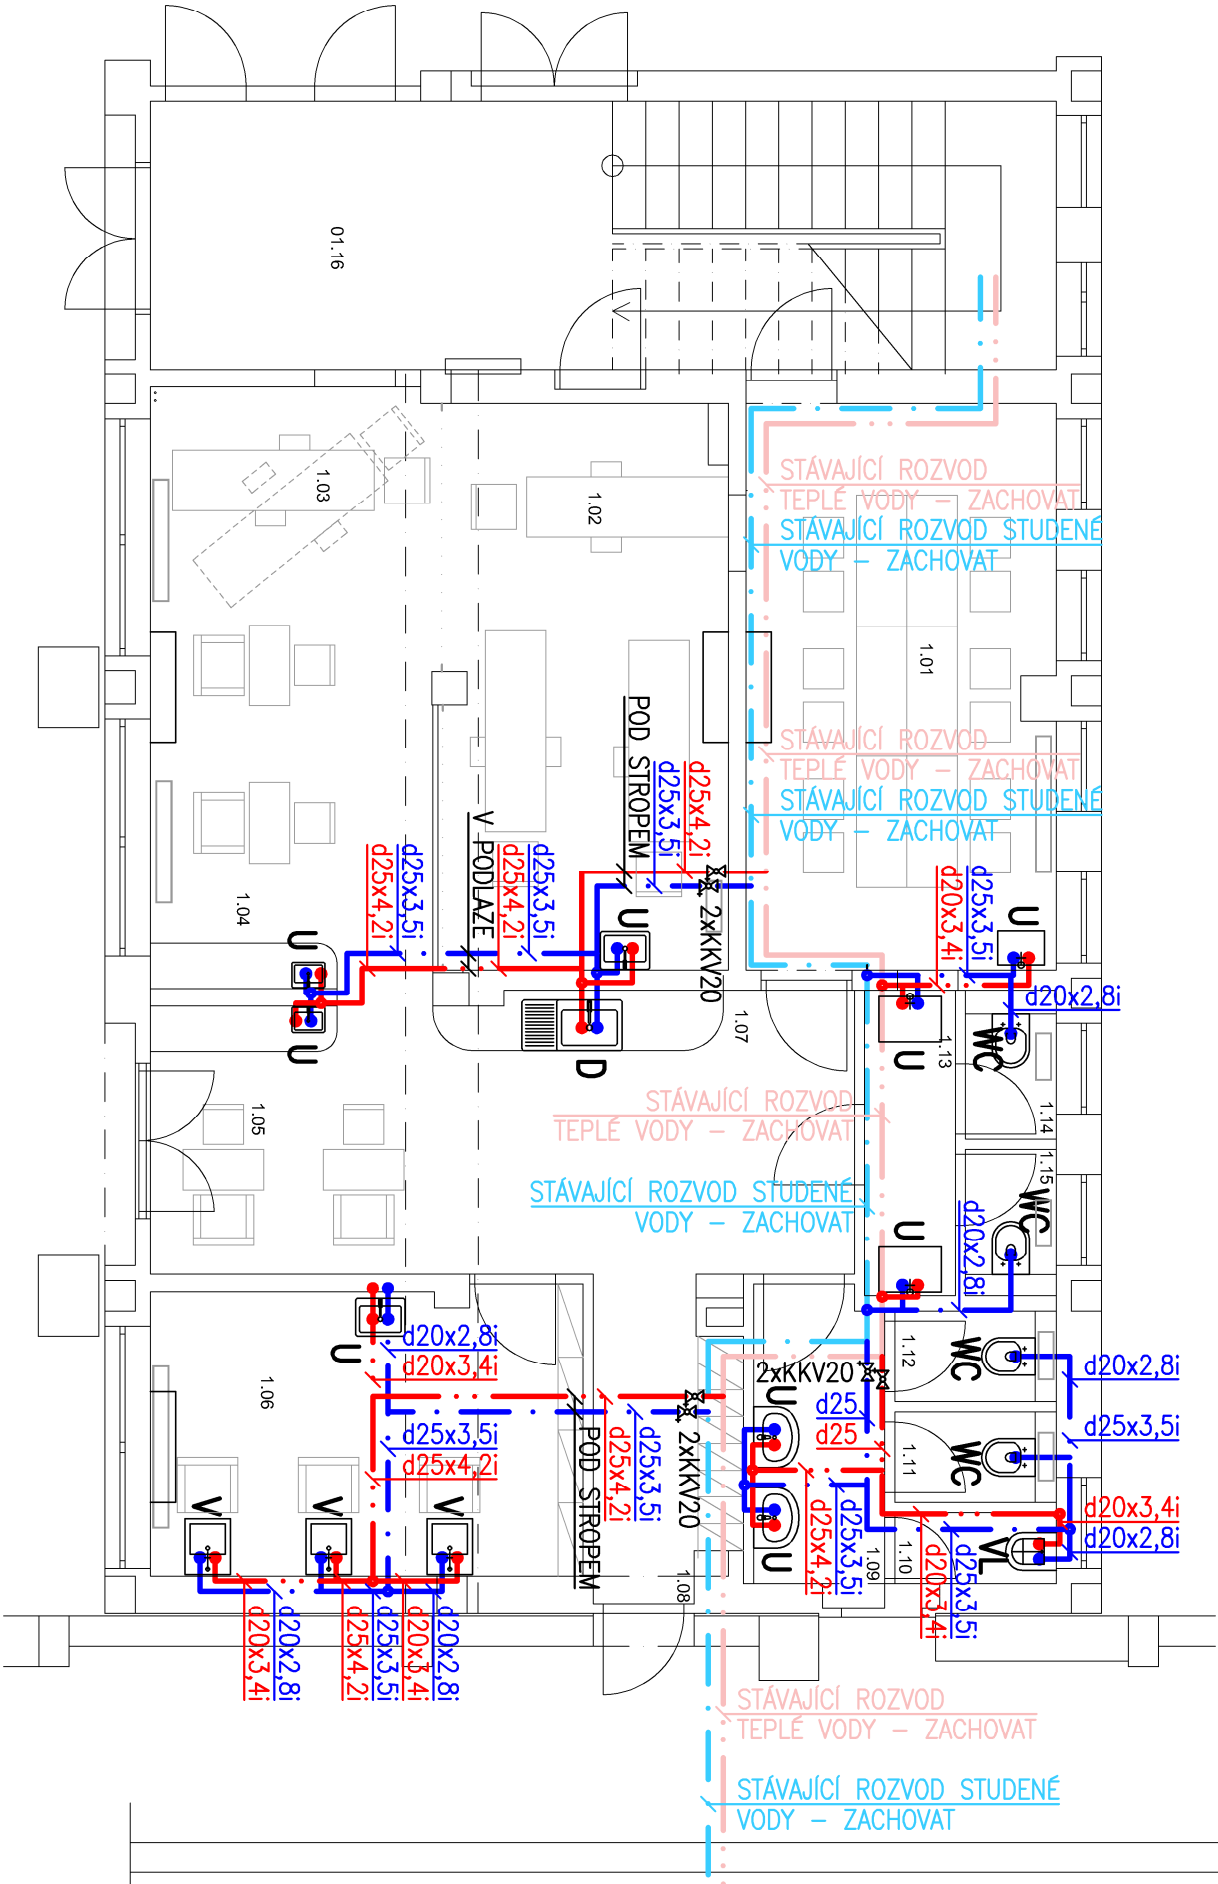 01.16
STÁVAJÍCÍ ROZVOD
TEPLÉ VODY – ZACHOVAT
STÁVAJÍCÍ ROZVOD STUDENÉ
VODY – ZACHOVAT
1.03
1.02
1.01
POD STROPEM
d25x3,5i
d25x4,2i
STÁVAJÍCÍ ROZVOD
TEPLÉ VODY – ZACHOVAT
STÁVAJÍCÍ ROZVOD STUDENÉ
VODY – ZACHOVAT
V PODLAZE
d25x4,2i
d25x3,5i
d25x4,2i
d25x3,5i
2xKKV20
d20x3,4i
d25x3,5i
U
U
d20x2,8i
1.04
U
U
D
1.07
U
1.13
WC
1.14
1.05
STÁVAJÍCÍ ROZVOD
TEPLÉ VODY – ZACHOVAT
STÁVAJÍCÍ ROZVOD STUDENÉ
VODY – ZACHOVAT
1.15
WC
U
d20x2,8i
U
d20x2,8i
d20x3,4i
1.06
d25x3,5i
d25x4,2i
POD STROPEM
d25x4,2i
d25x3,5i
2xKKV20
2xKKV20
d25
d25
U
U
1.12
WC
1.11
WC
d20x2,8i
d25x3,5i
d20x3,4i
d20x2,8i
d25x4,2i
d25x3,5i
1.09
1.10
d20x3,4i
d25x3,5i
VL
V
V
V
1.08
d20x3,4i
d20x2,8i
d25x4,2i
d25x3,5i
d20x3,4i
d20x2,8i
STÁVAJÍCÍ ROZVOD
TEPLÉ VODY – ZACHOVAT
STÁVAJÍCÍ ROZVOD STUDENÉ
VODY – ZACHOVAT